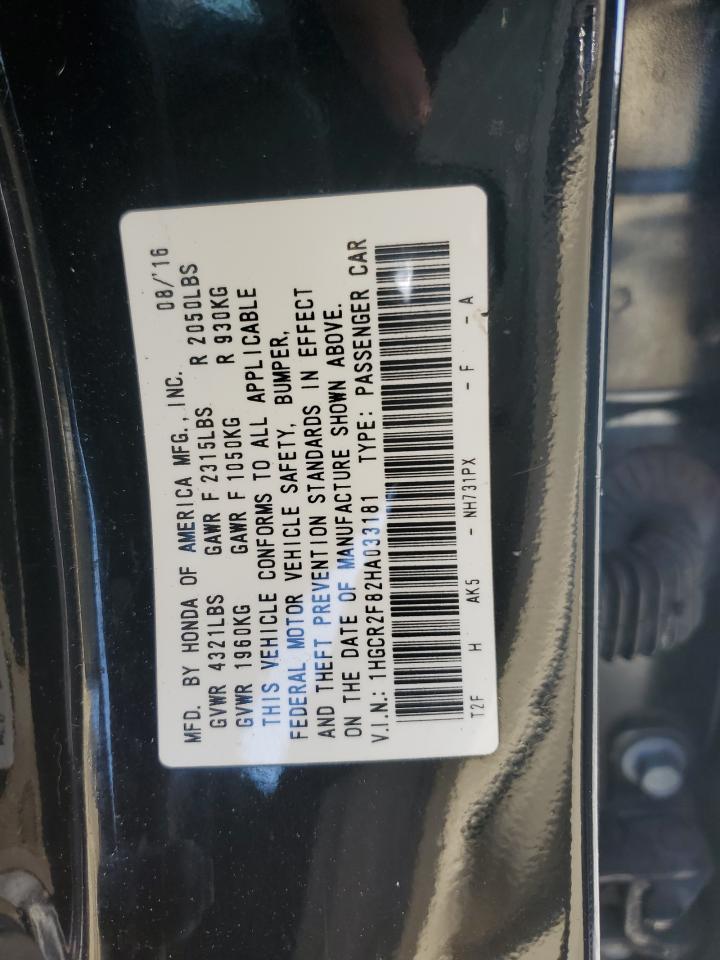 MFD. BY HONDA OF AMERICA MFG., INC. 08/'16
GVWR 4321LBS GAWR F 2315LBS R 2050LBS
GVWR 1960KG GAWR F 1050KG R 930KG
THIS VEHICLE CONFORMS TO ALL APPLICABLE
FEDERAL MOTOR VEHICLE SAFETY, BUMPER,
AND THEFT PREVENTION STANDARDS IN EFFECT
ON THE DATE OF MANUFACTURE SHOWN ABOVE.
V.I.N.: 1HGCR2F82HA033181 TYPE: PASSENGER CAR
T2F H AK5 - NH731PX - F - A